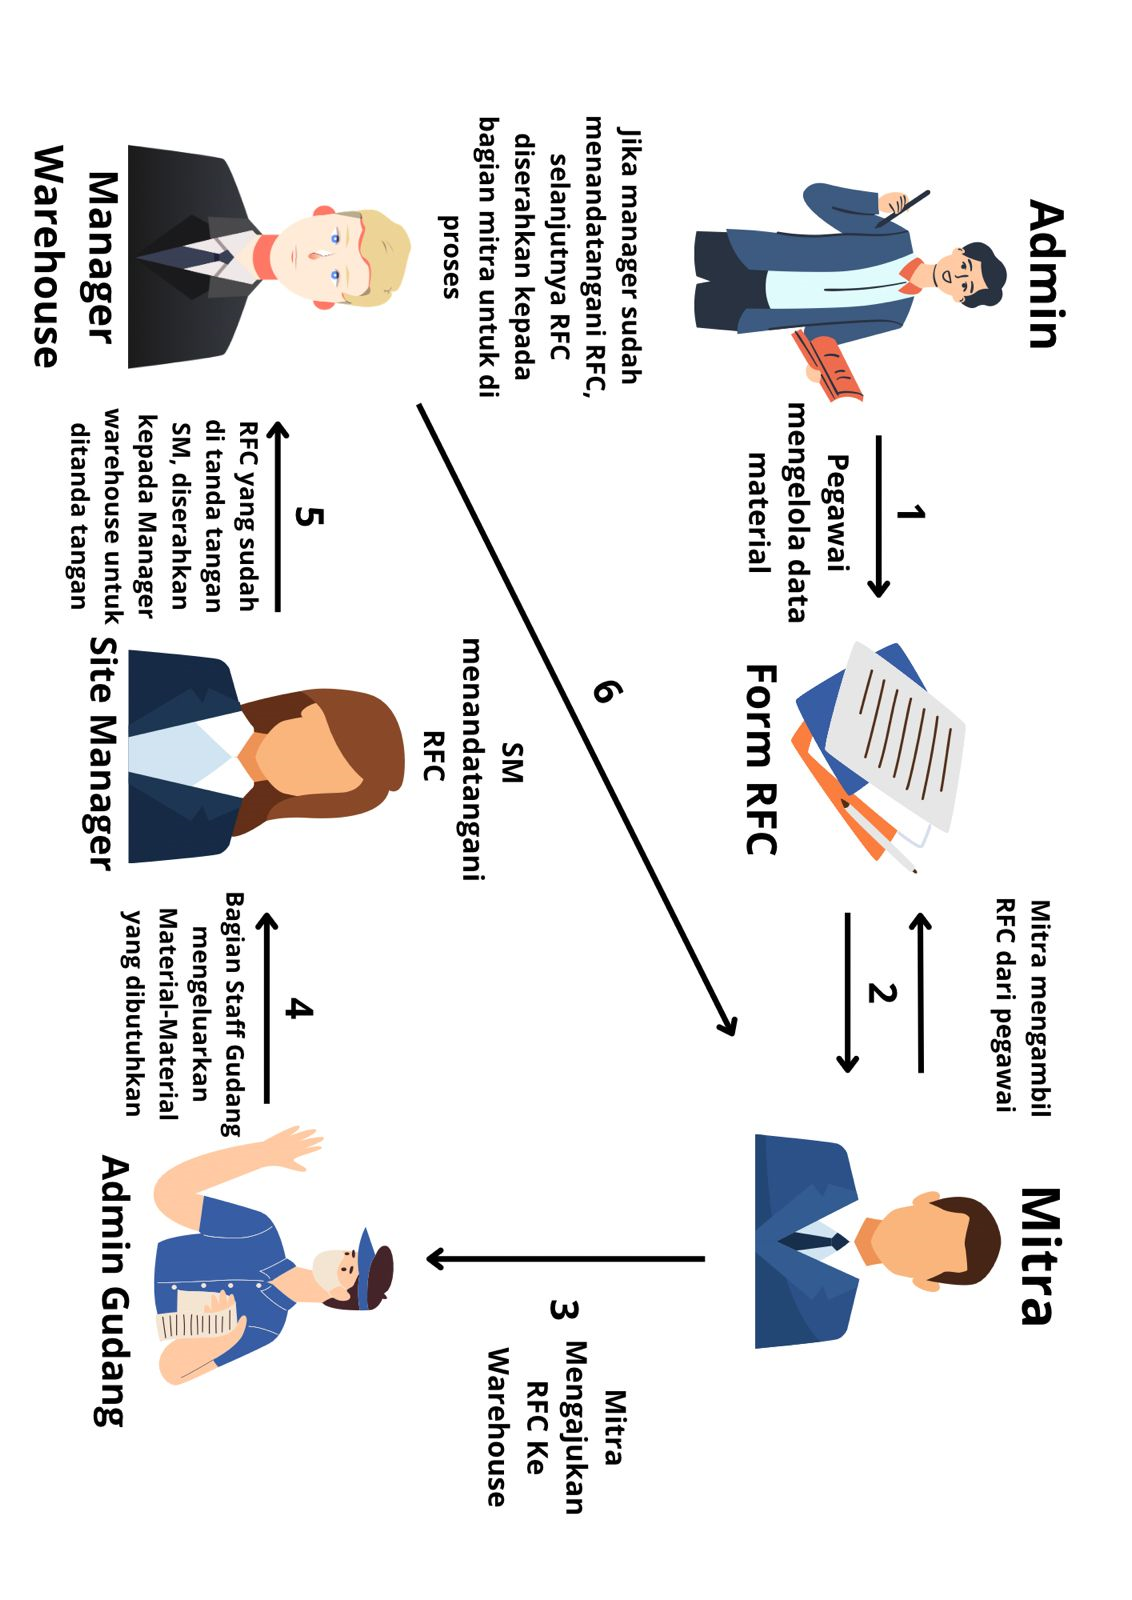 Admin
1
Pegawai
mengelola data
material
Form RFC
Mitra mengambil
RFC dari pegawai
2
Mitra
3
Mitra
Mengajukan
RFC Ke
Warehouse
Admin Gudang
4
Bagian Staff Gudang
mengeluarkan
Material-Material
yang dibutuhkan
SM
menandatangani
RFC
Site Manager
5
RFC yang sudah
di tanda tangan
SM, diserahkan
kepada Manager
warehouse untuk
ditanda tangan
Manager
Warehouse
Jika manager sudah
menandatangani RFC,
selanjutnya RFC
diserahkan kepada
bagian mitra untuk di
proses
6